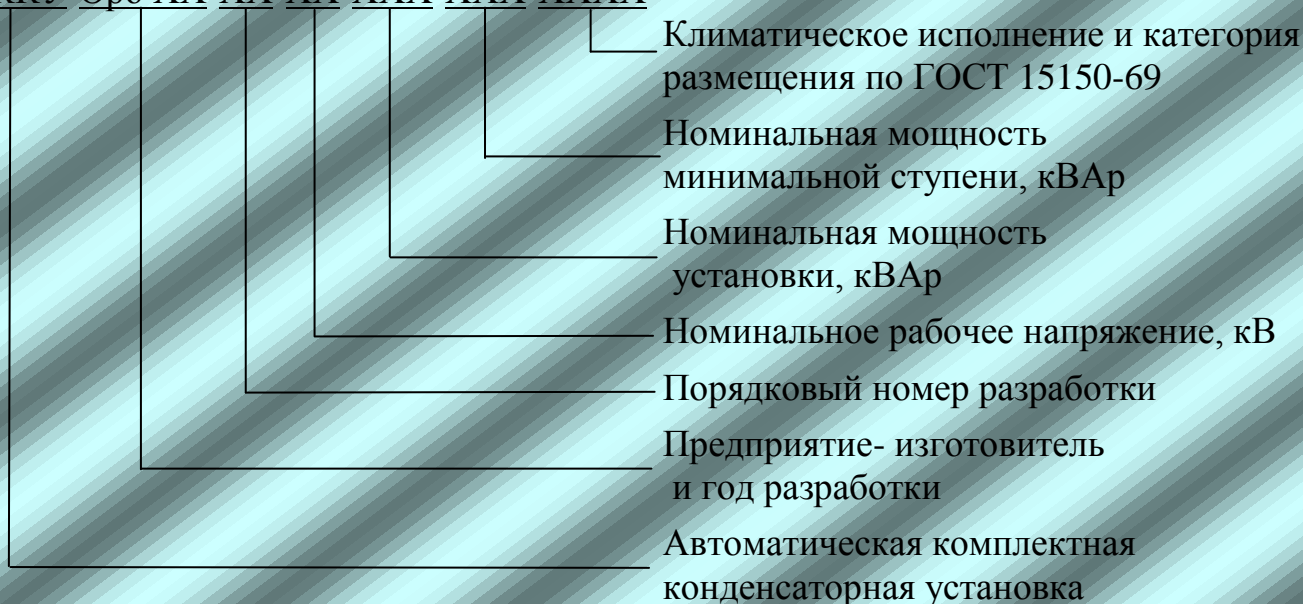 Климатическое исполнение и категория
размещения по ГОСТ 15150-69
Номинальная мощность
минимальной ступени, кВАр
Номинальная мощность
установки, кВАр
Номинальное рабочее напряжение, кВ
Порядковый номер разработки
Предприятие- изготовитель
и год разработки
Автоматическая комплектная
конденсаторная установка